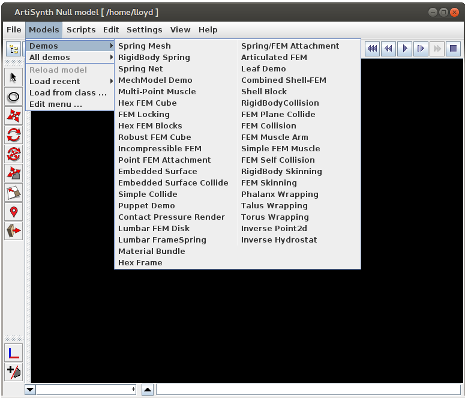 ArtiSynth Null model [ /home/lloyd ]
File Models Scripts Edit Settings View Help
Demos
All demos
Reload model
Load recent
Load from class ...
Edit menu ...
Spring Mesh
RigidBody Spring
Spring Net
MechModel Demo
Multi-Point Muscle
Hex FEM Cube
FEM Locking
Hex FEM Blocks
Robust FEM Cube
Incompressible FEM
Point FEM Attachment
Embedded Surface
Embedded Surface Collide
Simple Collide
Puppet Demo
Contact Pressure Render
Lumbar FEM Disk
Lumbar FrameSpring
Material Bundle
Hex Frame
Spring/FEM Attachment
Articulated FEM
Leaf Demo
Combined Shell-FEM
Shell Block
RigidBodyCollision
FEM Plane Collide
FEM Collision
FEM Muscle Arm
Simple FEM Muscle
FEM Self Collision
RigidBody Skinning
FEM Skinning
Phalanx Wrapping
Talus Wrapping
Torus Wrapping
Inverse Point2d
Inverse Hydrostat